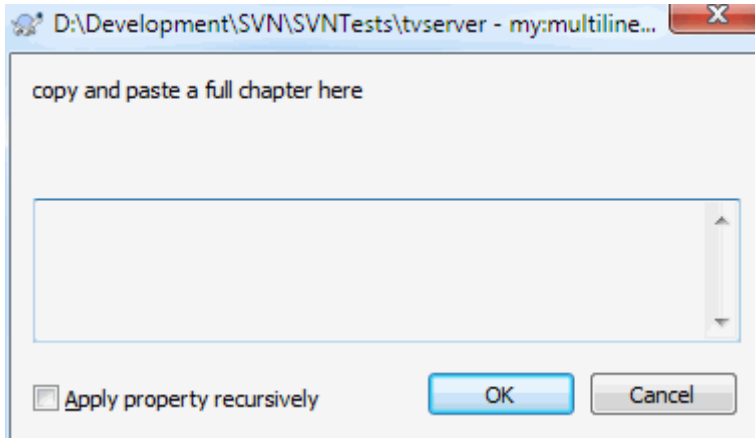 D:\Development\SVN\SVNTests\tvserver - my:multiline...
copy and paste a full chapter here
Apply property recursively
OK
Cancel